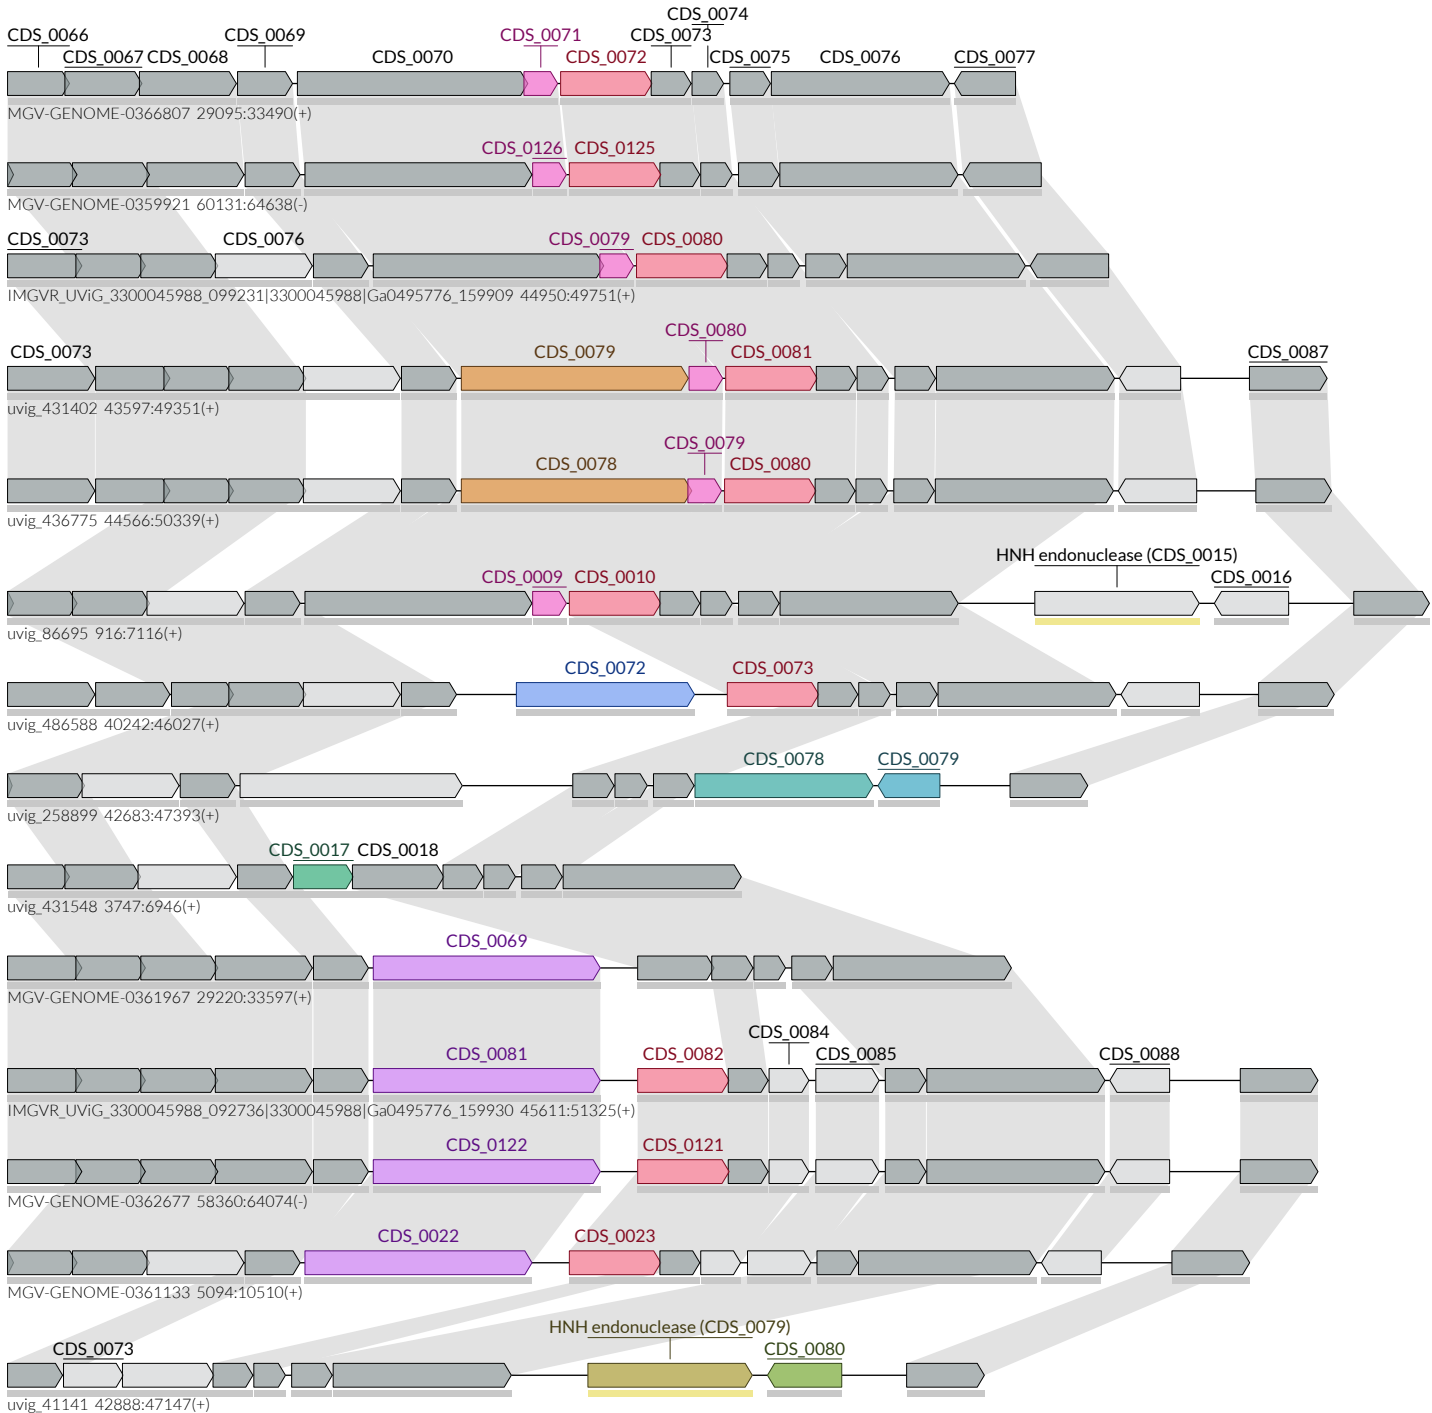 CDS_0074
CDS_0066 CDS_0069 CDS_0071 CDS_0073
CDS_0067 CDS_0068 CDS_0070 CDS_0072 CDS_0075 CDS_0076 CDS_0077
MGV-GENOME-0366807 29095:33490(+)
CDS_0126 CDS_0125
MGV-GENOME-0359921 60131:64638(-)
CDS_0073 CDS_0076 CDS_0079 CDS_0080
IMGVR_UViG_3300045988_099231|3300045988|Ga0495776_159909 44950:49751(+)
CDS_0080
CDS_0073 CDS_0079 CDS_0081 CDS_0087
uvig_431402 43597:49351(+)
CDS_0079
CDS_0078 CDS_0080
uvig_436775 44566:50339(+)
HNH endonuclease (CDS_0015)
CDS_0009 CDS_0010 CDS_0016
uvig_86695 916:7116(+)
CDS_0072 CDS_0073
uvig_486588 40242:46027(+)
CDS_0078 CDS_0079
uvig_258899 42683:47393(+)
CDS_0017 CDS_0018
uvig_431548 3747:6946(+)
CDS_0069
MGV-GENOME-0361967 29220:33597(+)
CDS_0084
CDS_0081 CDS_0082 CDS_0085 CDS_0088
IMGVR_UViG_3300045988_092736|3300045988|Ga0495776_159930 45611:51325(+)
CDS_0122 CDS_0121
MGV-GENOME-0362677 58360:64074(-)
CDS_0022 CDS_0023
MGV-GENOME-0361133 5094:10510(+)
HNH endonuclease (CDS_0079)
CDS_0073 CDS_0080
uvig_41141 42888:47147(+)